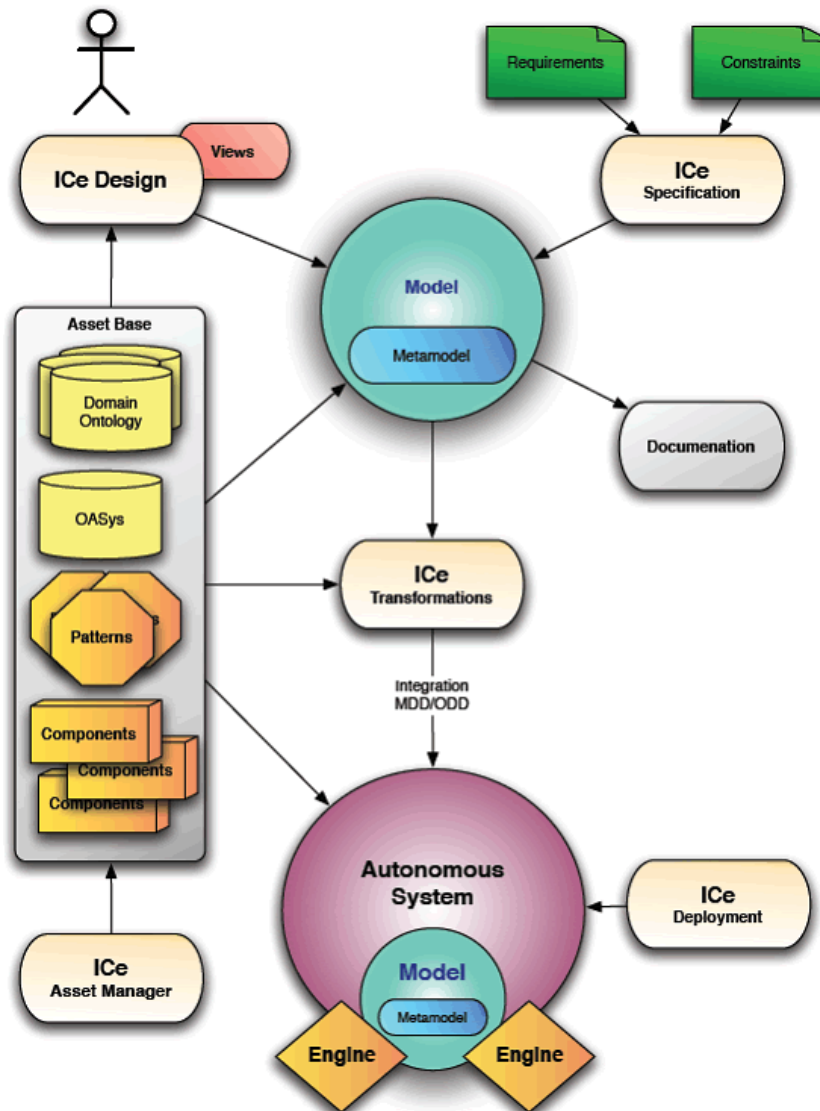 Requirements
Constraints
Views
ICe Design
ICe
Specification
Model
Metamodel
Asset Base
Domain
Ontology
Documenation
OASys
ICe
Transformations
Patterns
Integration
MDD/ODD
Components
Components
Components
Autonomous
System
ICe
Deployment
ICe
Asset Manager
Model
Metamodel
Engine
Engine